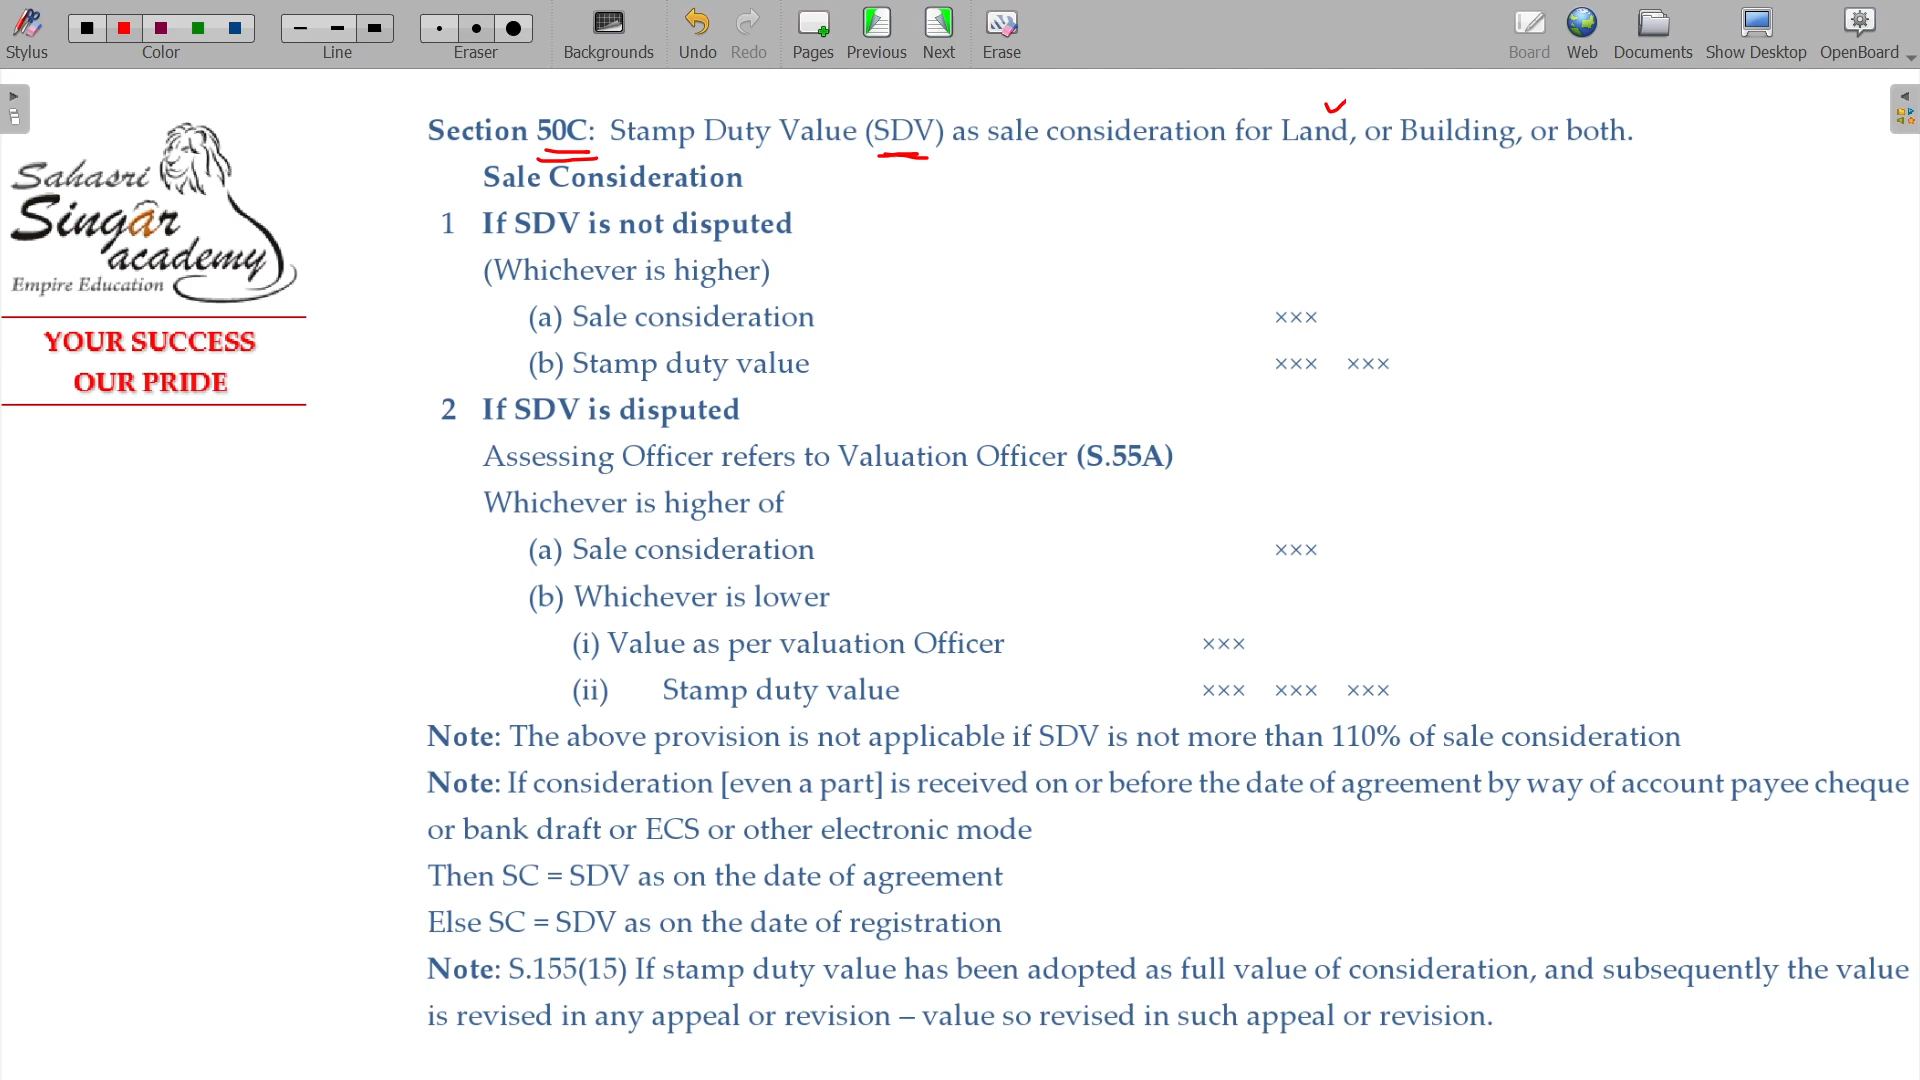 Stylus
Color
Line
Eraser
Backgrounds
Undo
Redo
Pages
Previous
Next
Erase
Board
Web
Documents
Show Desktop
OpenBoard
Sahasri
Singar
academy
Empire Education
YOUR SUCCESS
OUR PRIDE
Section 50C: Stamp Duty Value (SDV) as sale consideration for Land, or Building, or both.
Sale Consideration
1 If SDV is not disputed
(Whichever is higher)
(a) Sale consideration ×××
(b) Stamp duty value ××× ×××
2 If SDV is disputed
Assessing Officer refers to Valuation Officer (S.55A)
Whichever is higher of
(a) Sale consideration ×××
(b) Whichever is lower
(i) Value as per valuation Officer ×××
(ii) Stamp duty value ××× ××× ×××
Note: The above provision is not applicable if SDV is not more than 110% of sale consideration
Note: If consideration [even a part] is received on or before the date of agreement by way of account payee cheque
or bank draft or ECS or other electronic mode
Then SC = SDV as on the date of agreement
Else SC = SDV as on the date of registration
Note: S.155(15) If stamp duty value has been adopted as full value of consideration, and subsequently the value
is revised in any appeal or revision – value so revised in such appeal or revision.